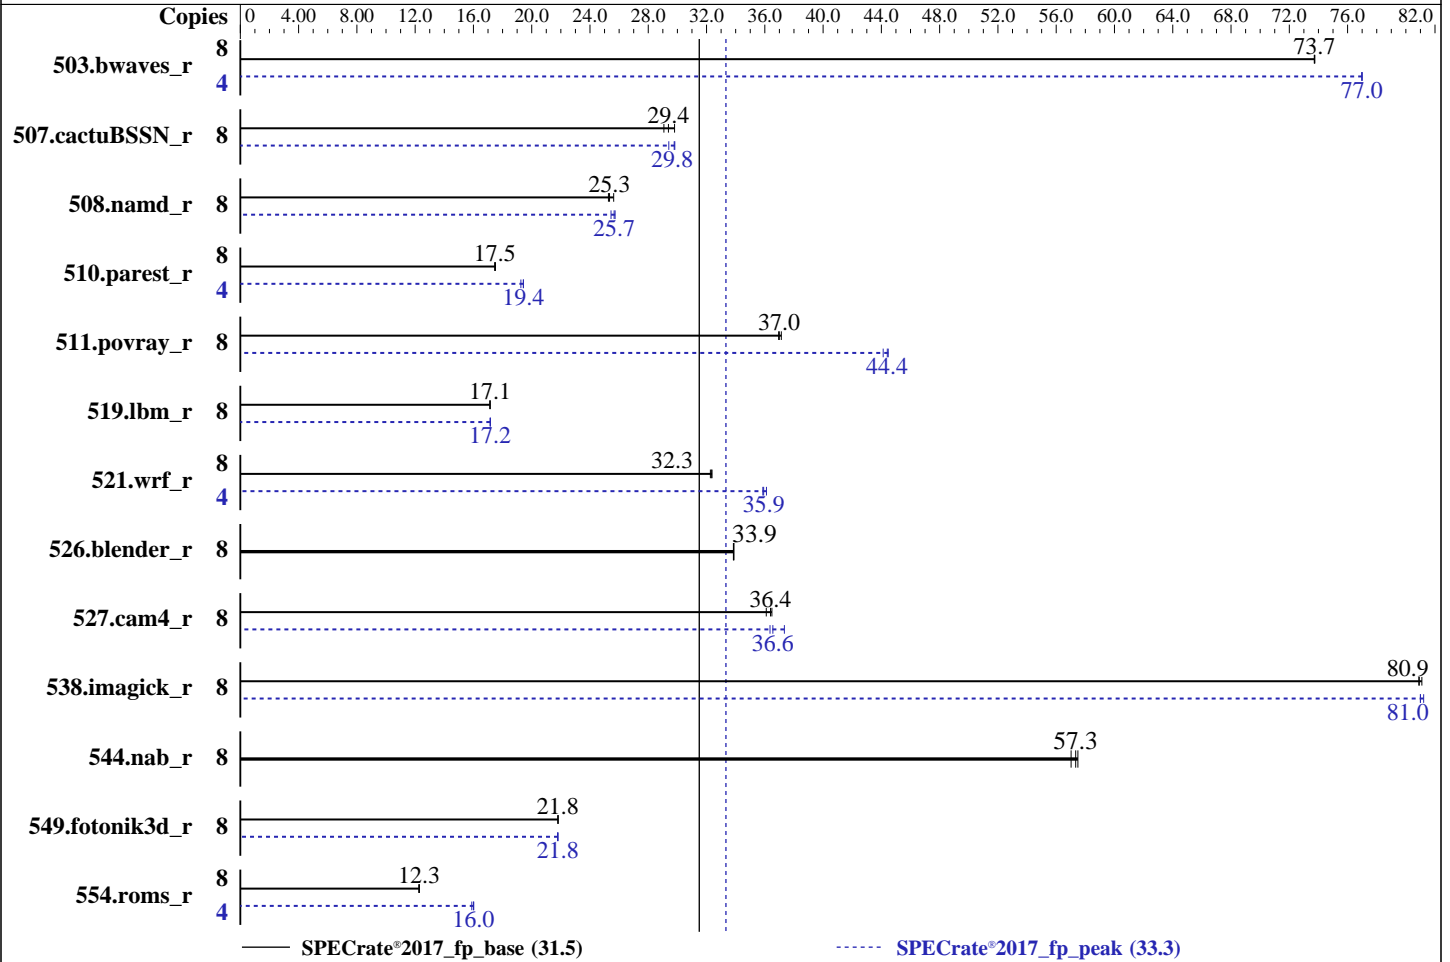 Copies 0 4.00 8.00 12.0 16.0 20.0 24.0 28.0 32.0 36.0 40.0 44.0 48.0 52.0 56.0 60.0 64.0 68.0 72.0 76.0 82.0
503.bwaves_r 8 73.7
4 77.0
507.cactuBSSN_r 8 29.4
29.8
508.namd_r 8 25.3
25.7
510.parest_r 8 17.5
4 19.4
511.povray_r 8 37.0
44.4
519.lbm_r 8 17.1
17.2
521.wrf_r 8 32.3
4 35.9
526.blender_r 8 33.9
527.cam4_r 8 36.4
36.6
538.imagick_r 8 80.9
81.0
544.nab_r 8 57.3
549.fotonik3d_r 8 21.8
21.8
554.roms_r 8 12.3
4 16.0
SPECrate®2017_fp_base (31.5) SPECrate®2017_fp_peak (33.3)